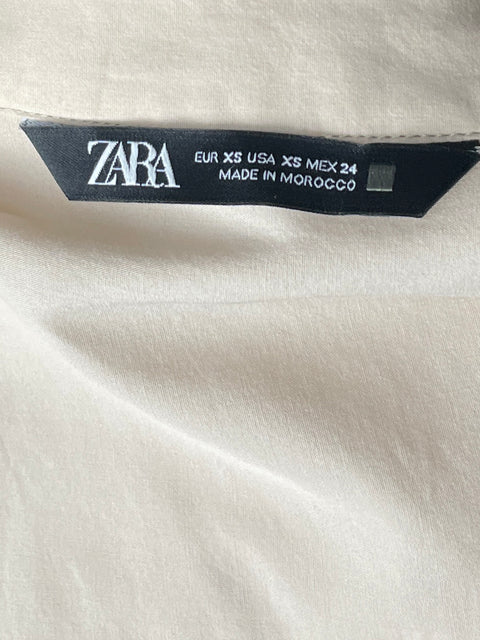 ZARA
EUR XS USA XS MEX 24
MADE IN MOROCCO